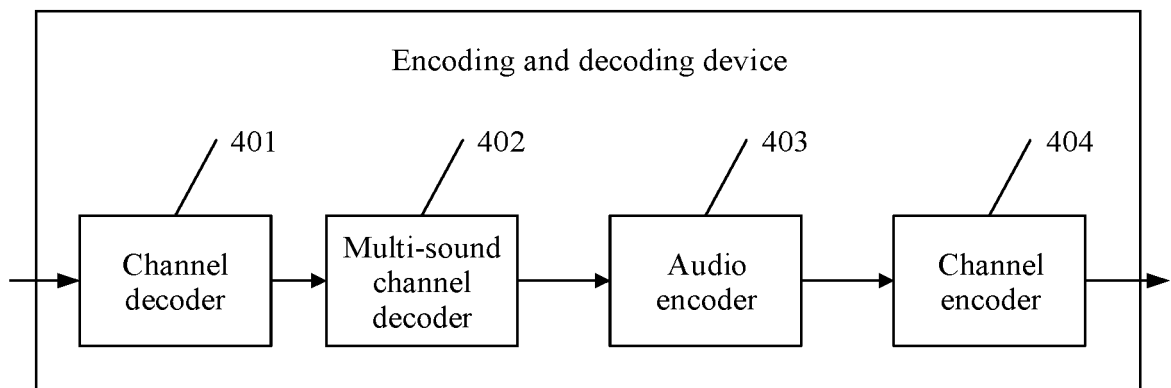 Encoding and decoding device
401
402
403
404
Channel
decoder
Multi-sound
channel
decoder
Audio
encoder
Channel
encoder